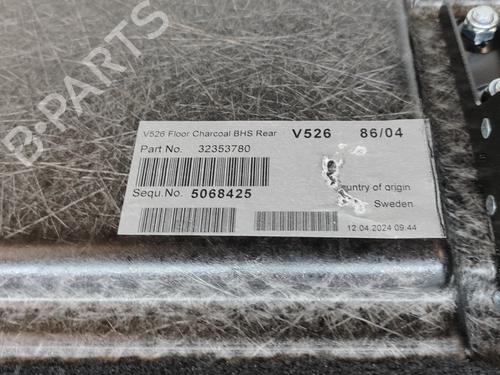 V526 Floor Charcoal BHS Rear V526 86/04
Part No. 32353780
Sequ.No. 5068425
untry of origin
Sweden
12.04.2024 09:44
B-PARTS